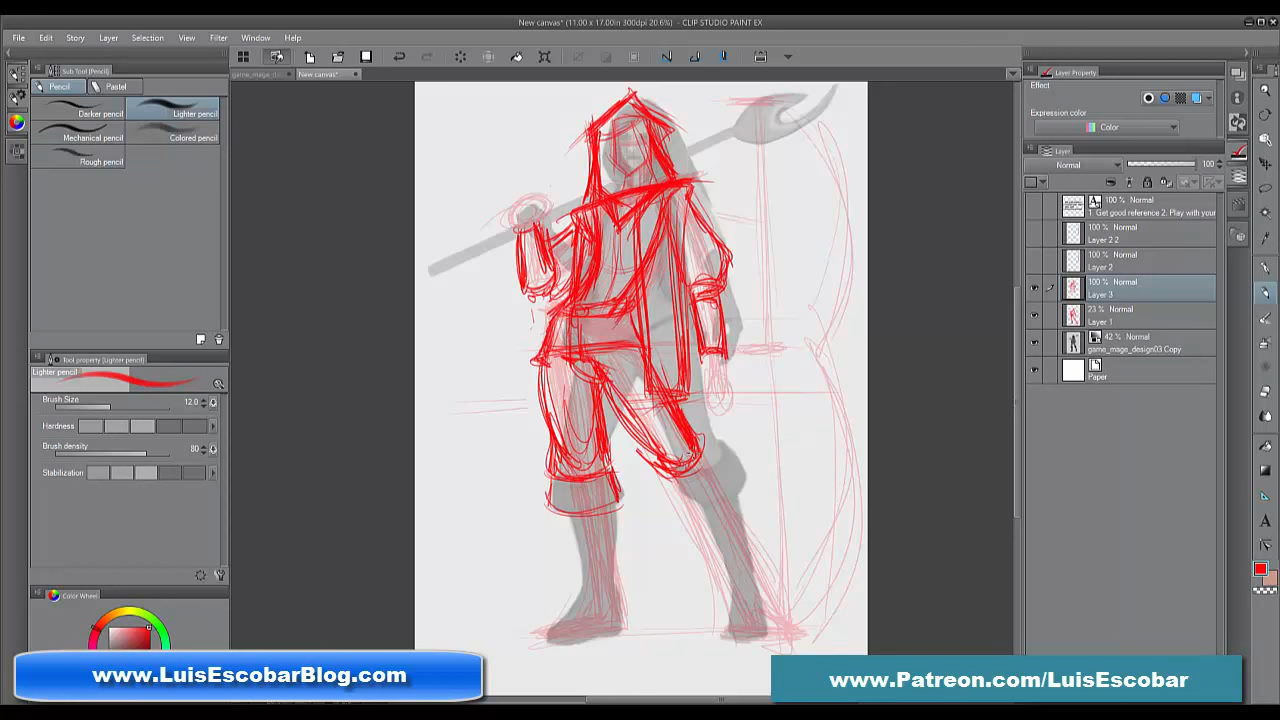 New canvas* (11.00 x 17.00in 300dpi 20.6%) - CLIP STUDIO PAINT EX
File Edit Story Layer Selection View Filter Window Help
New canvas*
Sub Tool [Pencil]
Pencil Pastel
Darker pencil Lighter pencil
Mechanical pencil Colored pencil
Rough pencil
Tool property [Lighter pencil]
Lighter pencil
Brush Size 12.0
Hardness
Brush density 80
Stabilization
Color Wheel
Layer Property
Effect
Expression color
Color
Layer
Normal 100
100 % Normal
1. Get good reference 2. Play with your
100 % Normal
Layer 2 2
100 % Normal
Layer 2
100 % Normal
Layer 3
23 % Normal
Layer 1
42 % Normal
game_mage_design03 Copy
100 % Normal
Paper
www.LuisEscobarBlog.com
www.Patreon.com/LuisEscobar